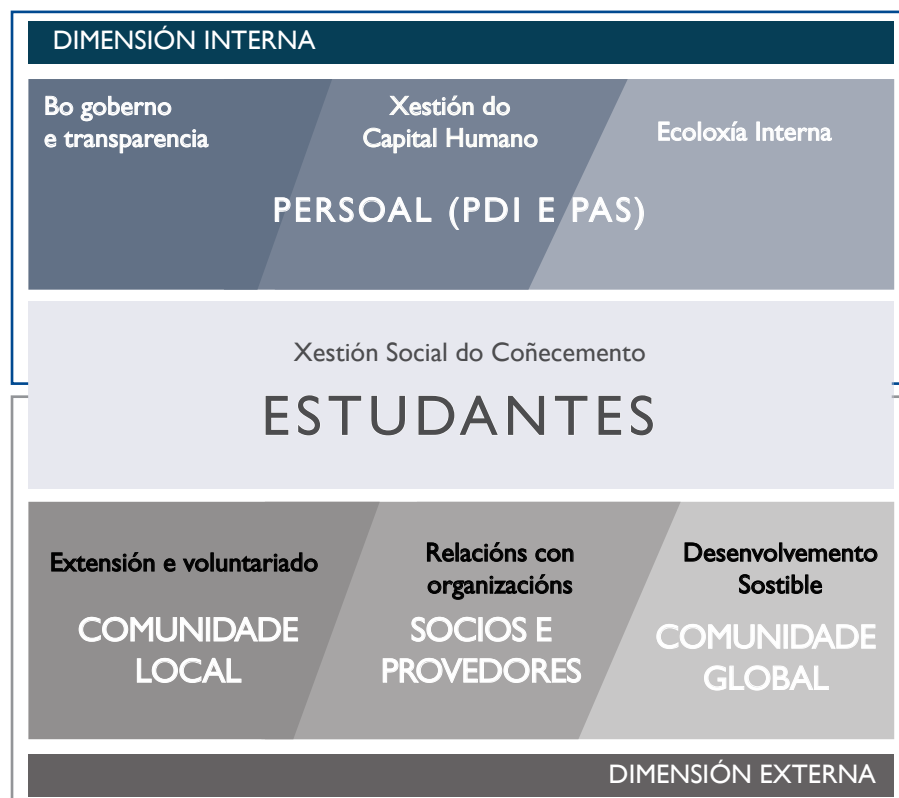 DIMENSIÓN INTERNA
Bo goberno
e transparencia
Xestión do
Capital Humano
Ecoloxía Interna
PERSOAL (PDI E PAS)
Xestión Social do Coñecemento
ESTUDANTES
Extensión e voluntariado
COMUNIDADE
LOCAL
Relacións con
organizacións
SOCIOS E
PROVEDORES
Desenvolvemento
Sostible
COMUNIDADE
GLOBAL
DIMENSIÓN EXTERNA